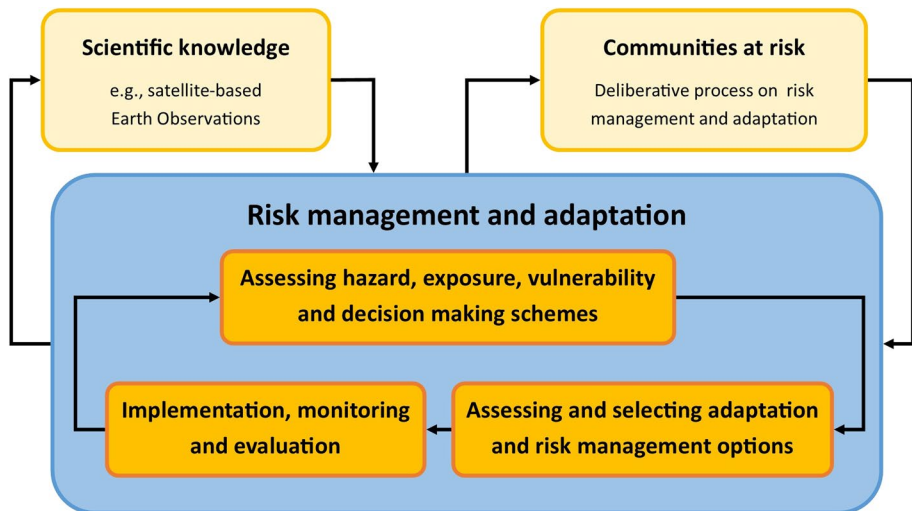 Scientific knowledge
e.g., satellite-based
Earth Observations
Communities at risk
Deliberative process on risk
management and adaptation
Risk management and adaptation
Assessing hazard, exposure, vulnerability
and decision making schemes
Implementation, monitoring
and evaluation
Assessing and selecting adaptation
and risk management options